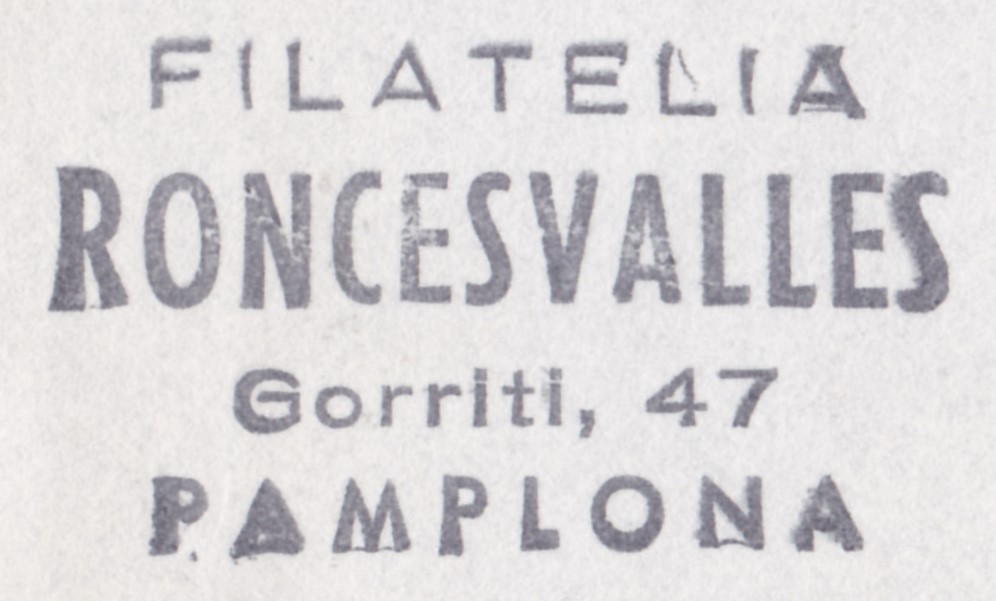 FILATELIA
RONCESVALLES
Gorriti, 47
PAMPLONA